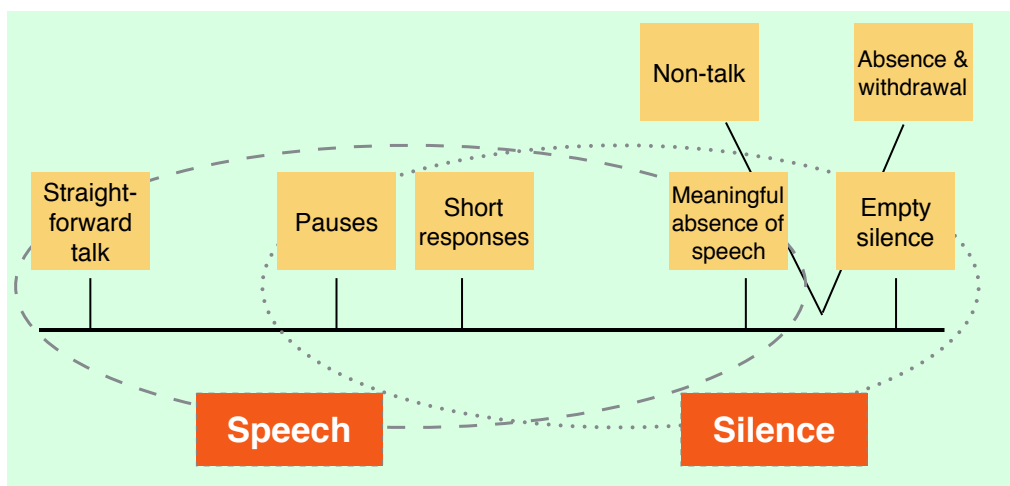 Non-talk
Absence &
withdrawal
Straight-
forward
talk
Pauses
Short
responses
Meaningful
absence of
speech
Empty
silence
Speech
Silence